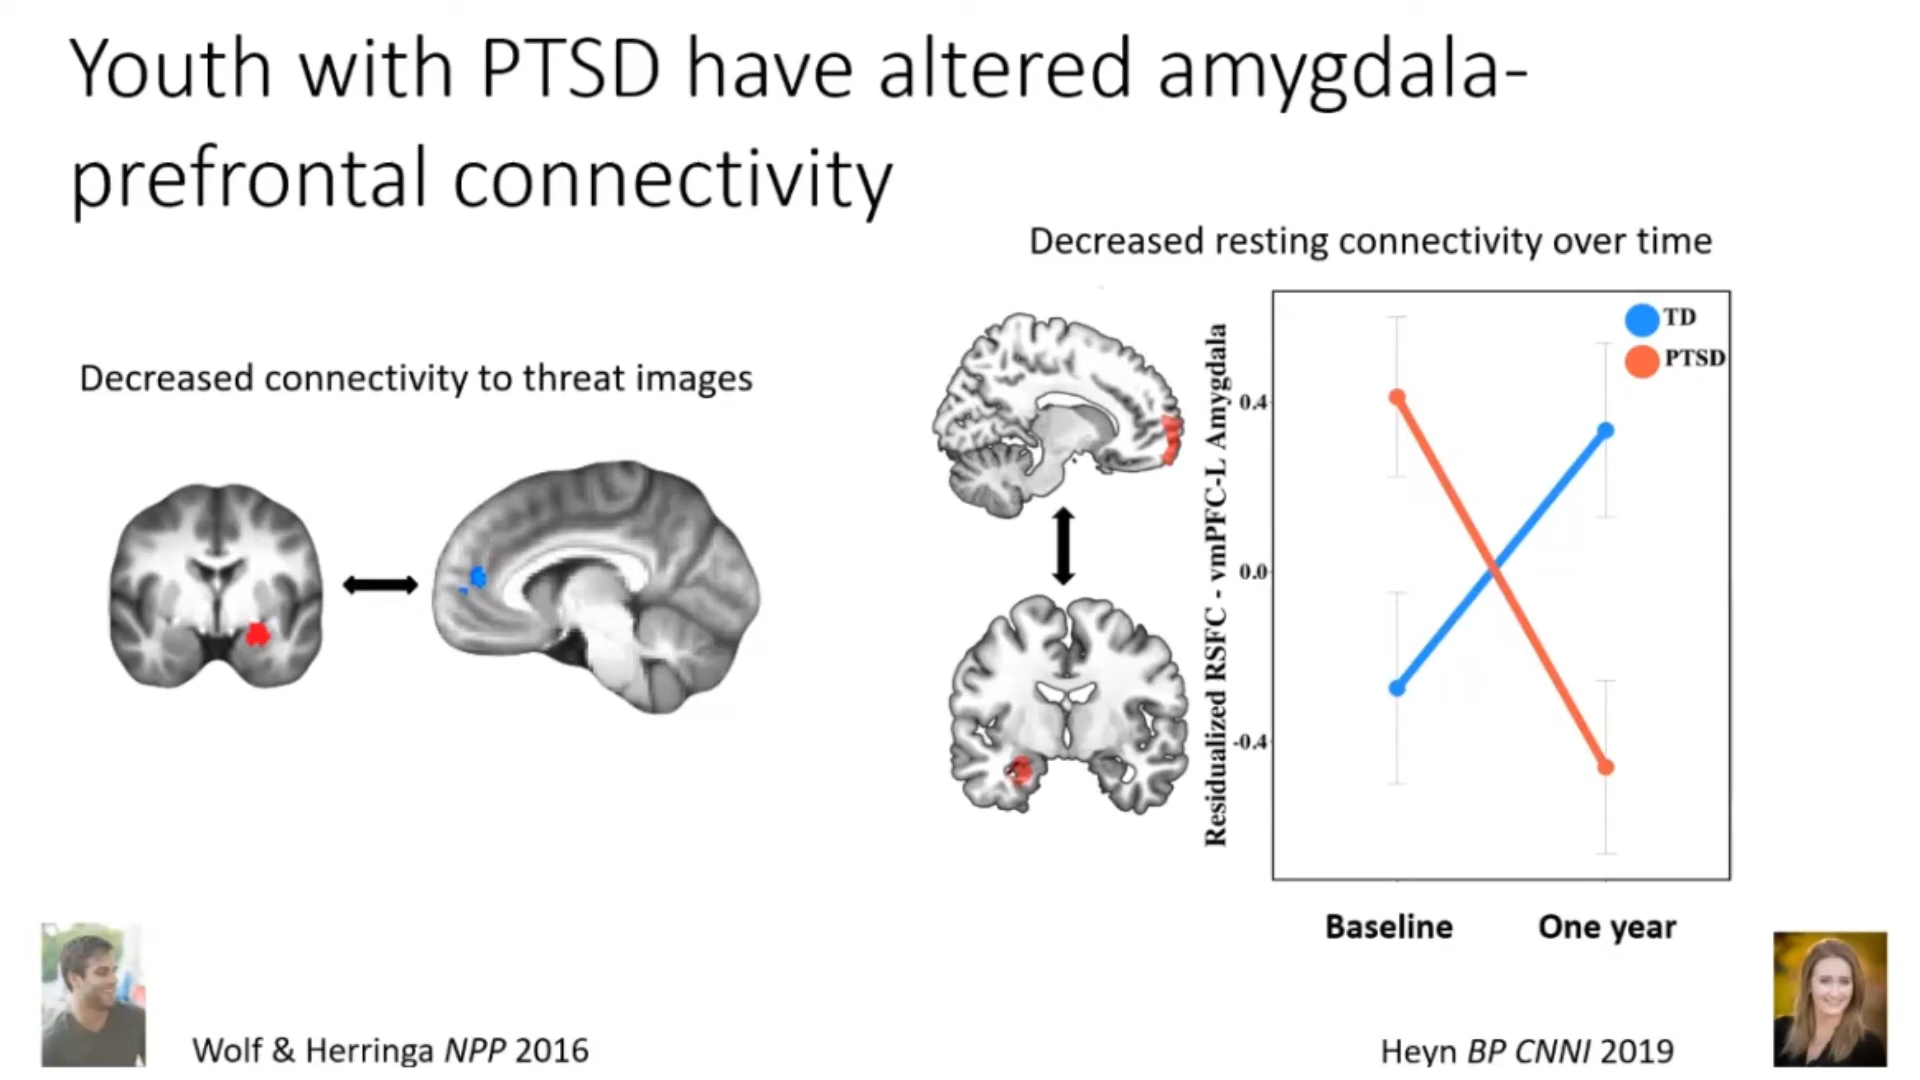 Youth with PTSD have altered amygdala-
prefrontal connectivity
Decreased connectivity to threat images
Decreased resting connectivity over time
Residualized RSFC - vmPFC-L Amygdala
TD
PTSD
0.4
0.0
-0.4
Baseline
One year
Wolf & Herringa NPP 2016
Heyn BP CNNI 2019